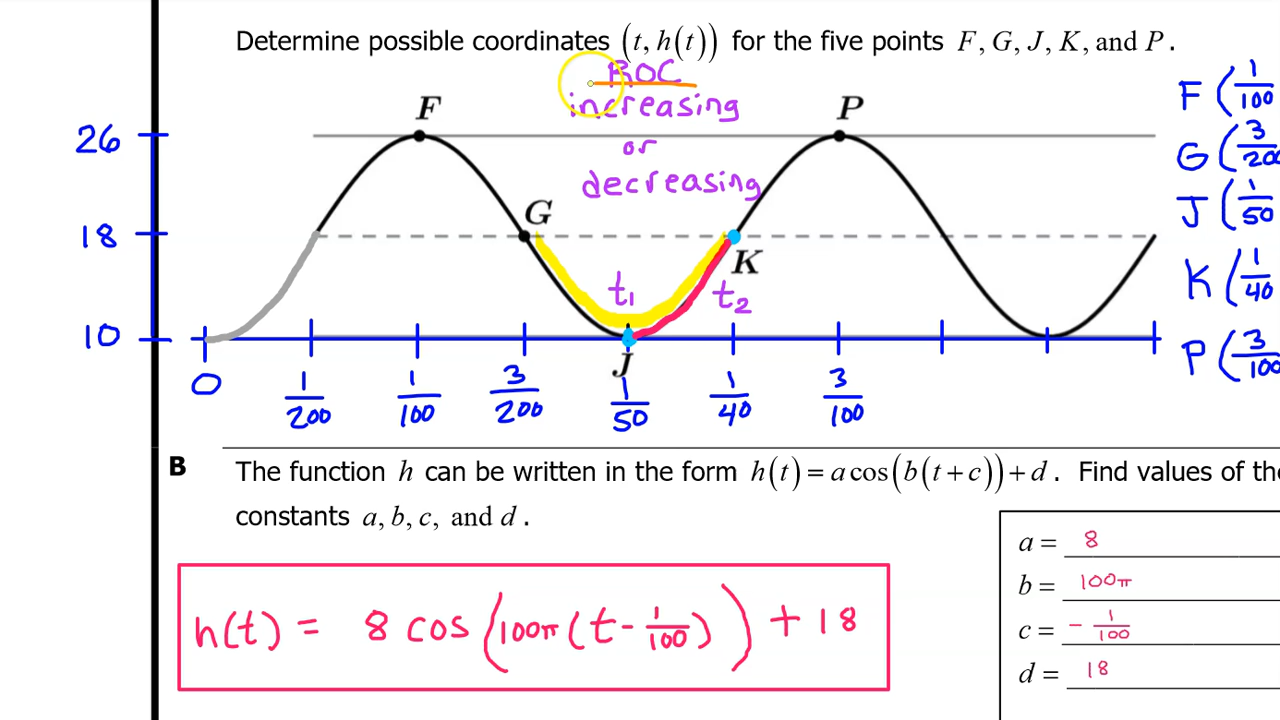 Determine possible coordinates (t, h(t)) for the five points F, G, J, K, and P.
ROC
increasing
or
decreasing
F
P
G
K
J
t₁
t₂
26
18
10
0
1/200
1/100
3/200
1/50
1/40
3/100
F (1/100
G (3/200
J (1/50
K (1/40
P (3/100
B The function h can be written in the form h(t) = a cos(b(t + c)) + d. Find values of the
constants a, b, c, and d.
h(t) = 8 cos(100π(t - 1/100)) + 18
a = 8
b = 100π
c = - 1/100
d = 18